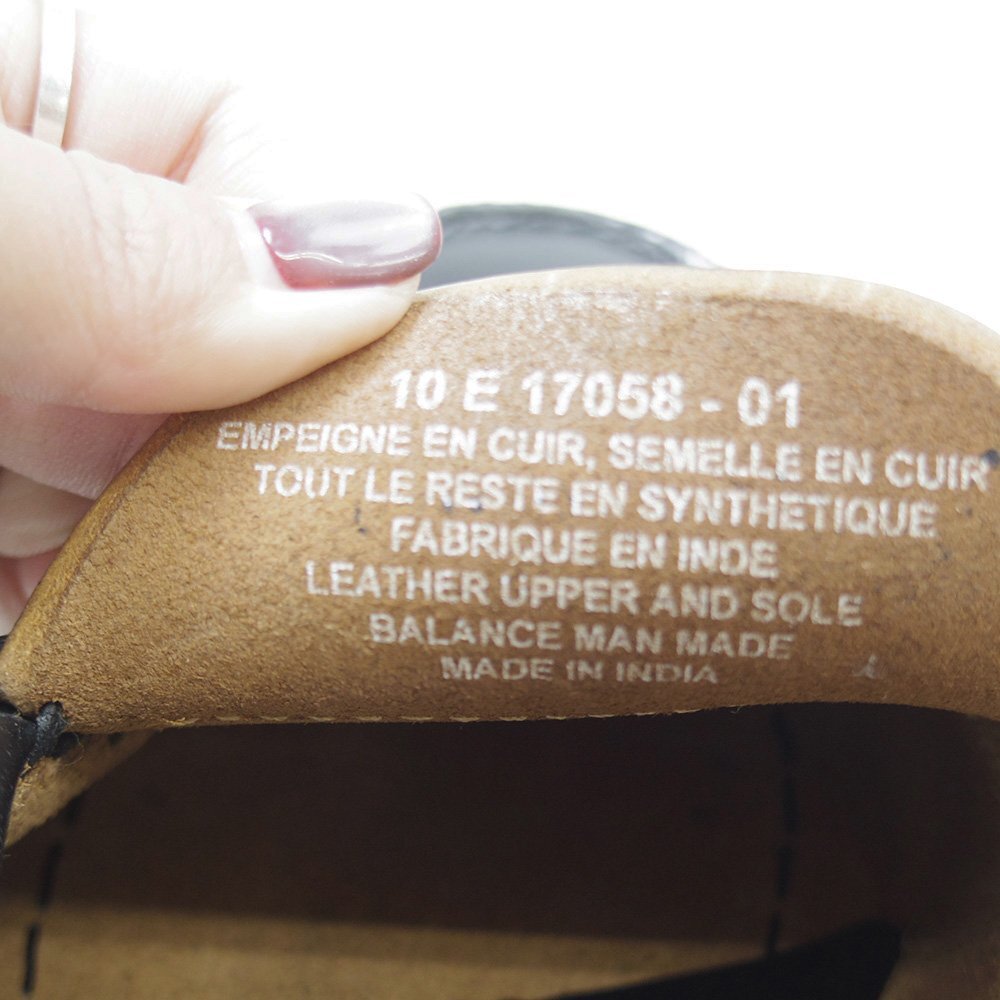 10 E 17058 - 01
EMPEIGNE EN CUIR, SEMELLE EN CUIR
TOUT LE RESTE EN SYNTHETIQUE
FABRIQUE EN INDE
LEATHER UPPER AND SOLE
BALANCE MAN MADE
MADE IN INDIA